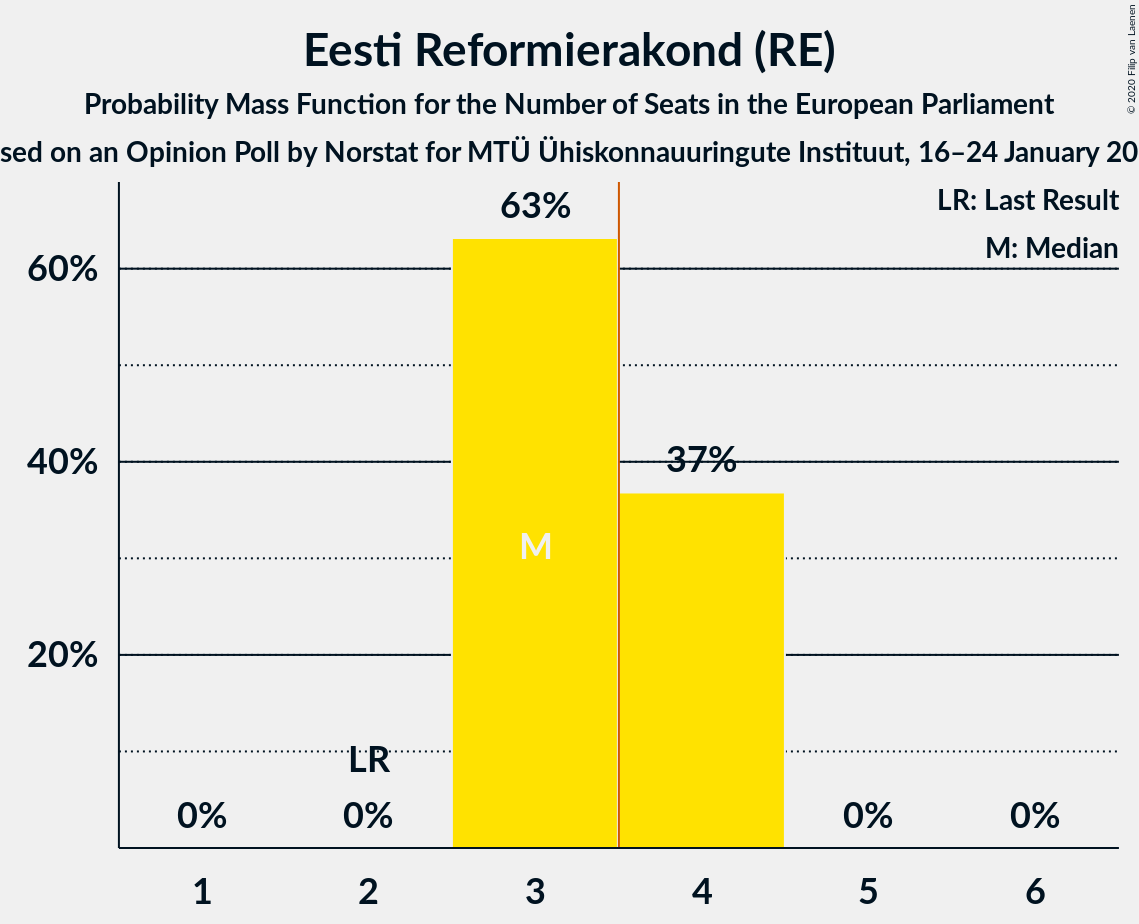 Eesti Reformierakond (RE)
Probability Mass Function for the Number of Seats in the European Parliament
sed on an Opinion Poll by Norstat for MTÜ Ühiskonnauuringute Instituut, 16–24 January 20
© 2020 Filip van Laenen
LR: Last Result
M: Median
63%
60%
40%
37%
M
20%
LR
0%
0%
0%
0%
1
2
3
4
5
6